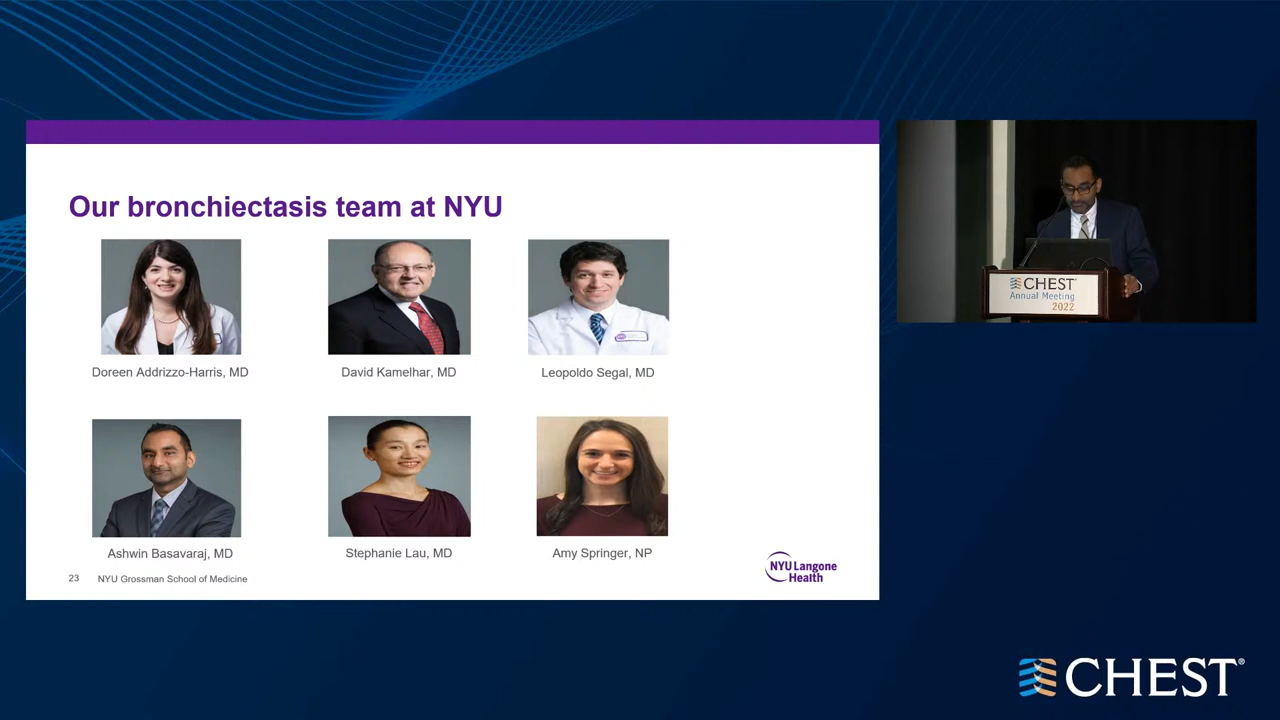 Our bronchiectasis team at NYU
Doreen Addrizzo-Harris, MD
David Kamelhar, MD
Leopoldo Segal, MD
Ashwin Basavaraj, MD
Stephanie Lau, MD
Amy Springer, NP
23 NYU Grossman School of Medicine
NYU Langone
Health
CHEST
Annual Meeting
2022
CHEST®